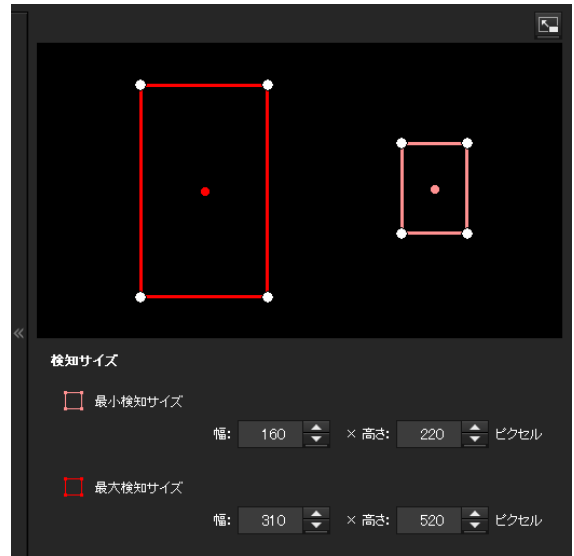 «
検知サイズ
最小検知サイズ
幅: 160 × 高さ: 220 ピクセル
最大検知サイズ
幅: 310 × 高さ: 520 ピクセル